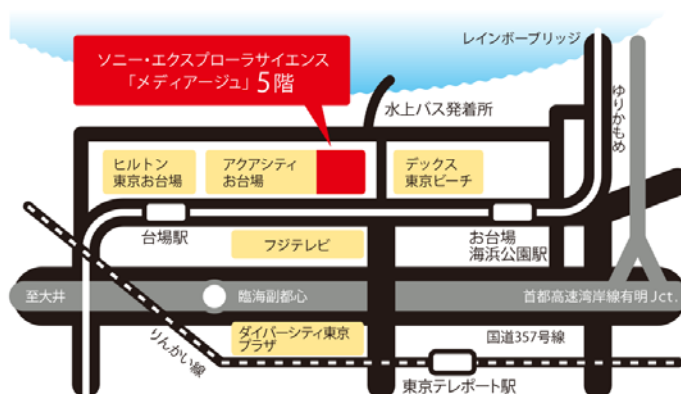 レインボーブリッジ
ソニー・エクスプローラサイエンス
「メディアージュ」5階
ゆりかもめ
水上バス発着所
ヒルトン
東京お台場
アクアシティ
お台場
デックス
東京ビーチ
台場駅
お台場
海浜公園駅
フジテレビ
至大井
臨海副都心
首都高速湾岸線有明Jct.
りんかい線
ダイバーシティ東京
プラザ
国道357号線
東京テレポート駅